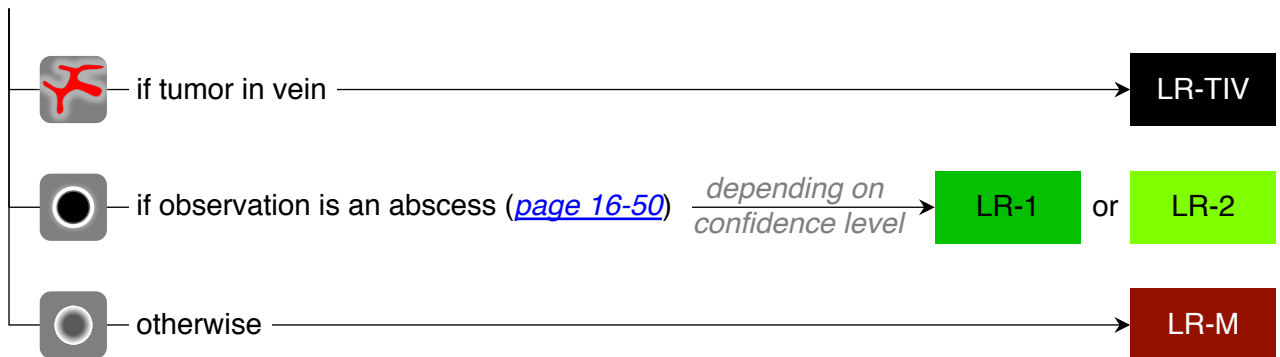 if tumor in vein LR-TIV
if observation is an abscess (page 16-50) depending on confidence level LR-1 or LR-2
otherwise LR-M